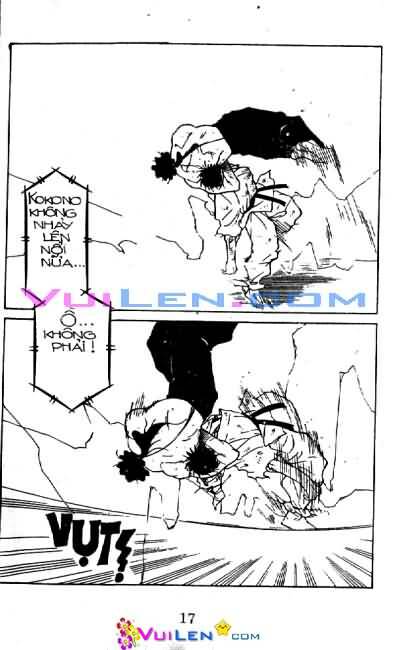 KOKONO
KHÔNG
NHẢY
LÊN
NỔI
NỮA...
VUILEN.COM
Ồ...
KHÔNG
PHẢI!
VỤT!!
17
VUILEN.COM